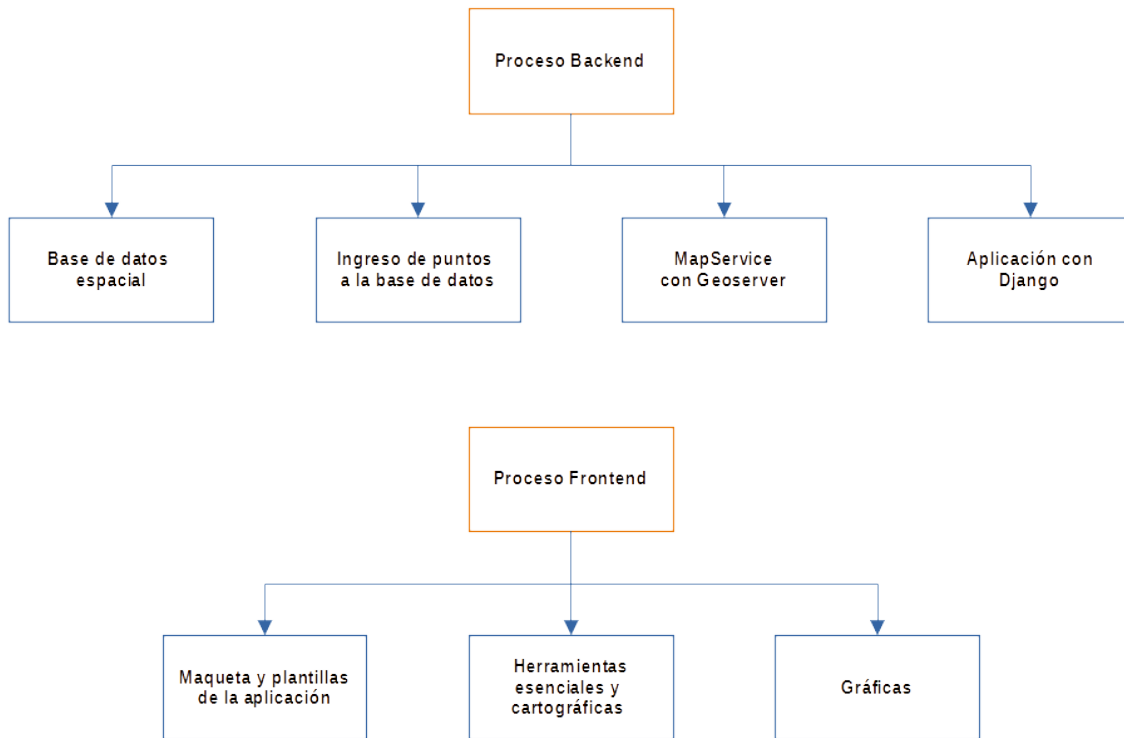 Proceso Backend
Base de datos
espacial
Ingreso de puntos
a la base de datos
MapService
con Geoserver
Aplicación con
Django
Proceso Frontend
Maqueta y plantillas
de la aplicación
Herramientas
esenciales y
cartográficas
Gráficas